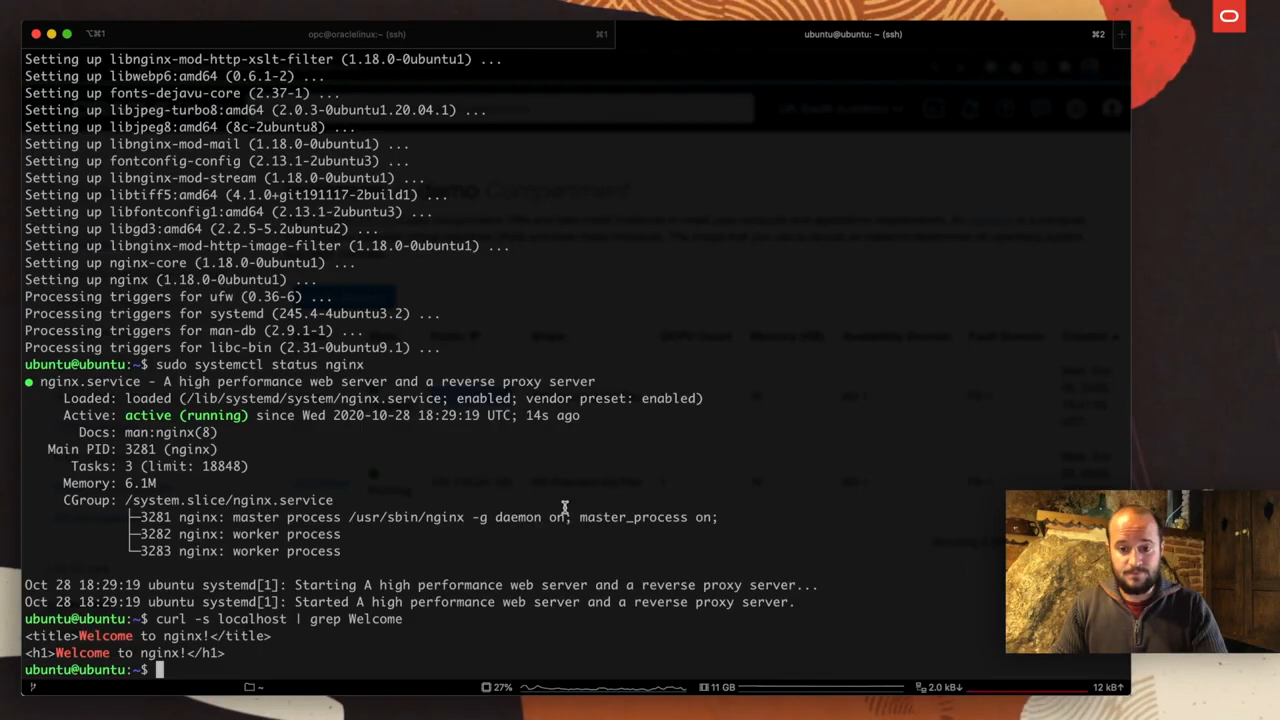 ⌥⌘1
opc@oraclelinux:~ (ssh)
⌘1
ubuntu@ubuntu: ~ (ssh)
⌘2
+
Setting up libnginx-mod-http-xslt-filter (1.18.0-0ubuntu1) ...
Setting up libwebp6:amd64 (0.6.1-2) ...
Setting up fonts-dejavu-core (2.37-1) ...
Setting up libjpeg-turbo8:amd64 (2.0.3-0ubuntu1.20.04.1) ...
Setting up libjpeg8:amd64 (8c-2ubuntu8) ...
Setting up libnginx-mod-mail (1.18.0-0ubuntu1) ...
Setting up fontconfig-config (2.13.1-2ubuntu3) ...
Setting up libnginx-mod-stream (1.18.0-0ubuntu1) ...
Setting up libtiff5:amd64 (4.1.0+git191117-2build1) ...
Setting up libfontconfig1:amd64 (2.13.1-2ubuntu3) ...
Setting up libgd3:amd64 (2.2.5-5.2ubuntu2) ...
Setting up libnginx-mod-http-image-filter (1.18.0-0ubuntu1) ...
Setting up nginx-core (1.18.0-0ubuntu1) ...
Setting up nginx (1.18.0-0ubuntu1) ...
Processing triggers for ufw (0.36-6) ...
Processing triggers for systemd (245.4-4ubuntu3.2) ...
Processing triggers for man-db (2.9.1-1) ...
Processing triggers for libc-bin (2.31-0ubuntu9.1) ...
ubuntu@ubuntu:~$ sudo systemctl status nginx
● nginx.service - A high performance web server and a reverse proxy server
Loaded: loaded (/lib/systemd/system/nginx.service; enabled; vendor preset: enabled)
Active: active (running) since Wed 2020-10-28 18:29:19 UTC; 14s ago
Docs: man:nginx(8)
Main PID: 3281 (nginx)
Tasks: 3 (limit: 18848)
Memory: 6.1M
CGroup: /system.slice/nginx.service
├─3281 nginx: master process /usr/sbin/nginx -g daemon on; master_process on;
├─3282 nginx: worker process
└─3283 nginx: worker process
Oct 28 18:29:19 ubuntu systemd[1]: Starting A high performance web server and a reverse proxy server...
Oct 28 18:29:19 ubuntu systemd[1]: Started A high performance web server and a reverse proxy server.
ubuntu@ubuntu:~$ curl -s localhost | grep Welcome
<title>Welcome to nginx!</title>
<h1>Welcome to nginx!</h1>
ubuntu@ubuntu:~$
~
27%
11 GB
2.0 kB↓
12 kB↑